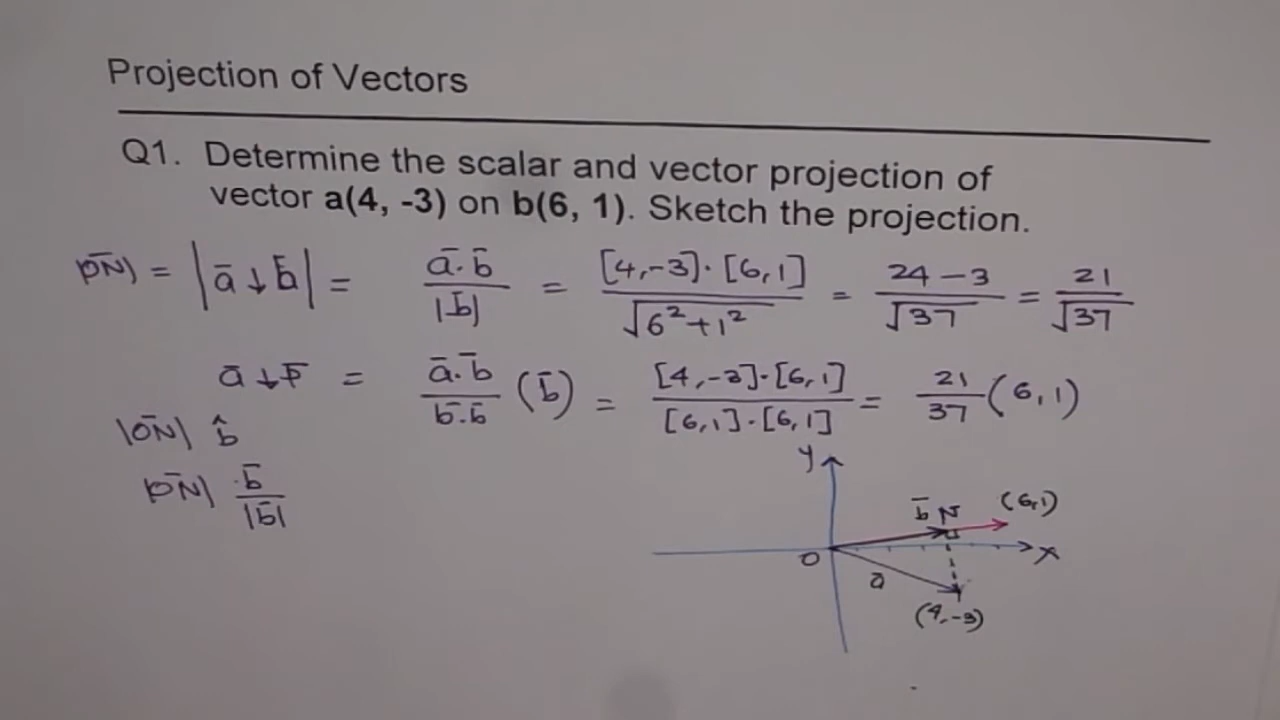 Projection of Vectors
Q1. Determine the scalar and vector projection of
vector a(4, -3) on b(6, 1). Sketch the projection.
|ON̄| = |ā↓b̄| = ā·b̄ / |b̄| = [4,-3]·[6,1] / √6²+1² = 24-3 / √37 = 21 / √37
ā↓b̄ = ā·b̄ / b̄·b̄ (b̄) = [4,-3]·[6,1] / [6,1]·[6,1] = 21/37 (6,1)
|ON̄| b̂
|ON̄| b̄ / |b̄|
y
b̄ N (6,1)
O x
ā
(4,-3)